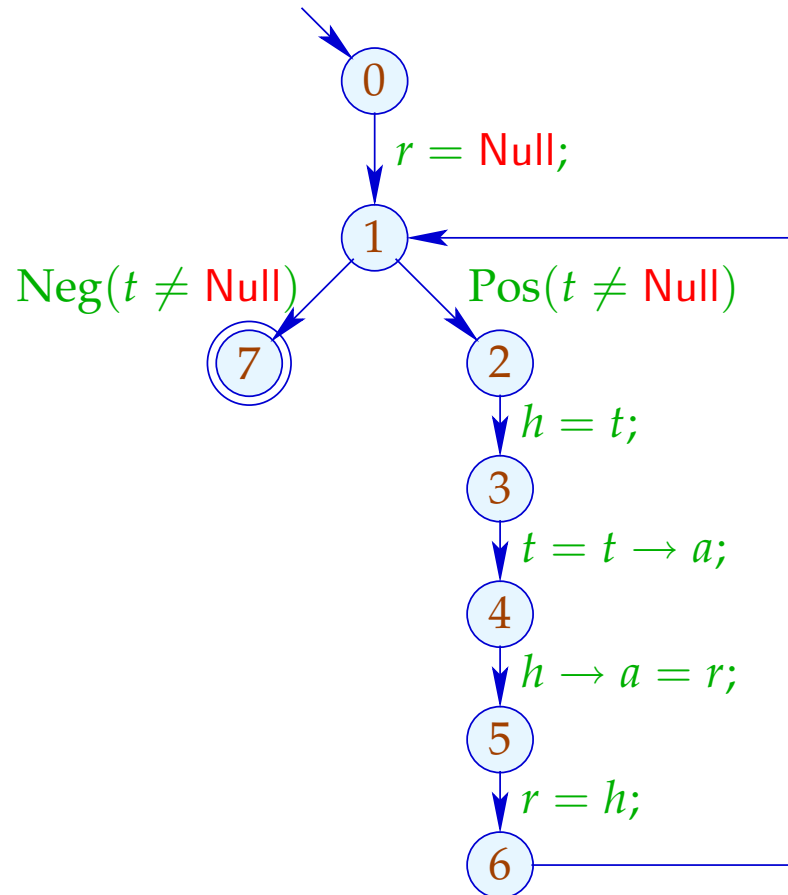 0
r = Null;
1
Neg(t ≠ Null) Pos(t ≠ Null)
7 2
h = t;
3
t = t → a;
4
h → a = r;
5
r = h;
6